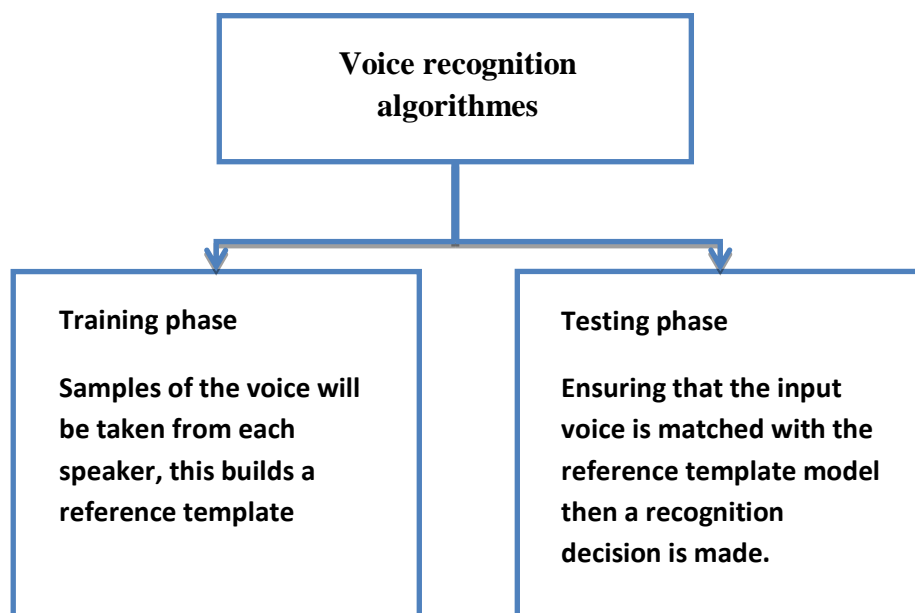 Voice recognition
algorithmes
Training phase
Samples of the voice will
be taken from each
speaker, this builds a
reference template
Testing phase
Ensuring that the input
voice is matched with the
reference template model
then a recognition
decision is made.